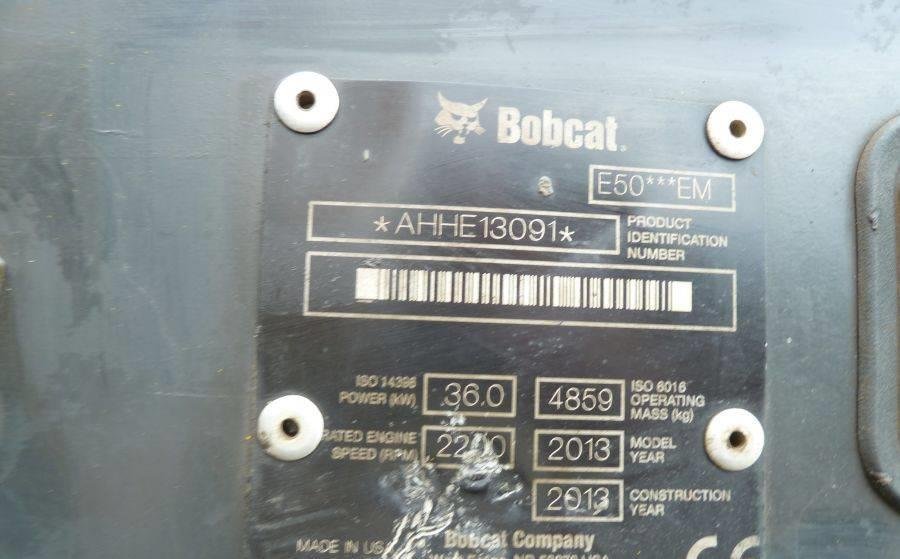 Bobcat.
E50***EM
*AHHE13091*
PRODUCT
IDENTIFICATION
NUMBER
ISO 14396
POWER (kW)
36.0
4859
ISO 6016
OPERATING
MASS (kg)
RATED ENGINE
SPEED (RPM)
2013
MODEL
YEAR
2013
CONSTRUCTION
YEAR
MADE IN USA
Bobcat Company
CE